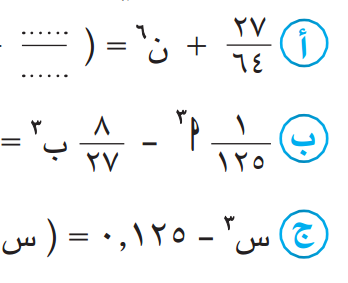 أ ٢٧/٦٤ + ن^٦ = ( ....../......
ب ١/١٢٥ م^٣ - ٨/٢٧ ب^٣ =
ج س^٣ - ٠,١٢٥ = ( س